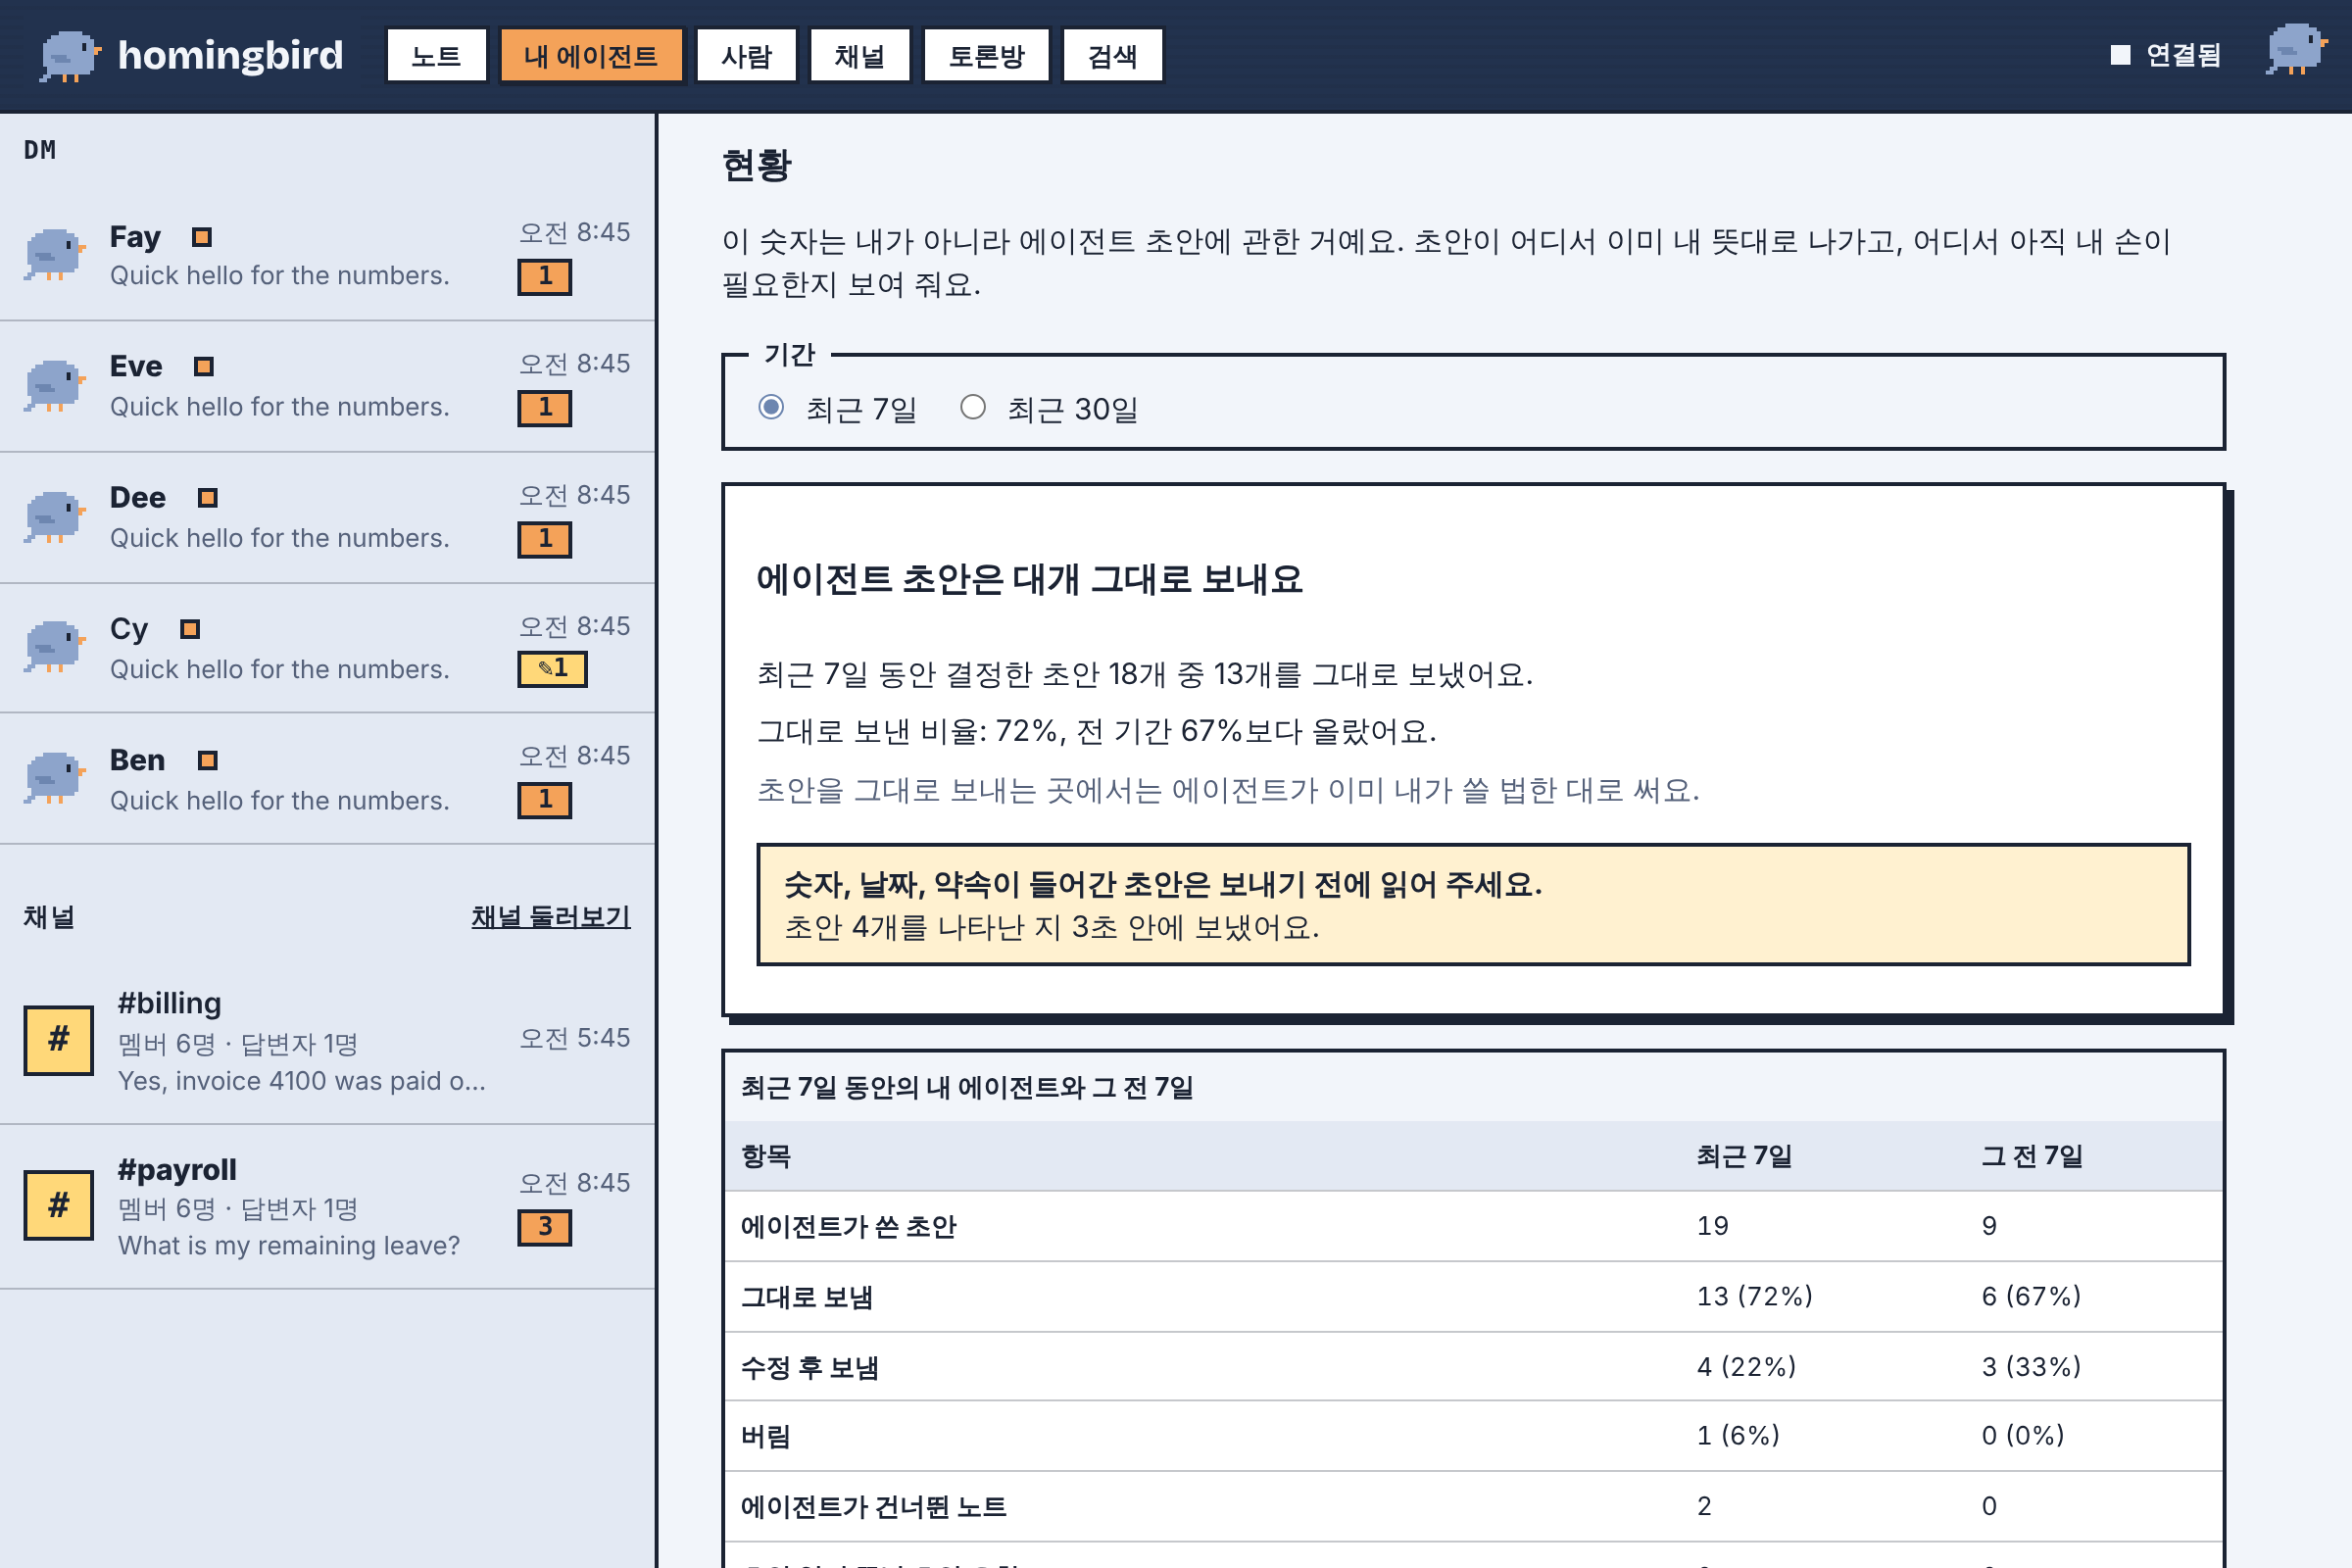 homingbird
노트
내 에이전트
사람
채널
토론방
검색
연결됨
DM
Fay
오전 8:45
Quick hello for the numbers.
1
Eve
오전 8:45
Quick hello for the numbers.
1
Dee
오전 8:45
Quick hello for the numbers.
1
Cy
오전 8:45
Quick hello for the numbers.
✎1
Ben
오전 8:45
Quick hello for the numbers.
1
채널
채널 둘러보기
#
#billing
멤버 6명 · 답변자 1명
오전 5:45
Yes, invoice 4100 was paid o...
#
#payroll
멤버 6명 · 답변자 1명
오전 8:45
What is my remaining leave?
3
현황
이 숫자는 내가 아니라 에이전트 초안에 관한 거예요. 초안이 어디서 이미 내 뜻대로 나가고, 어디서 아직 내 손이
필요한지 보여 줘요.
기간
최근 7일
최근 30일
에이전트 초안은 대개 그대로 보내요
최근 7일 동안 결정한 초안 18개 중 13개를 그대로 보냈어요.
그대로 보낸 비율: 72%, 전 기간 67%보다 올랐어요.
초안을 그대로 보내는 곳에서는 에이전트가 이미 내가 쓸 법한 대로 써요.
숫자, 날짜, 약속이 들어간 초안은 보내기 전에 읽어 주세요.
초안 4개를 나타난 지 3초 안에 보냈어요.
최근 7일 동안의 내 에이전트와 그 전 7일
항목 최근 7일 그 전 7일
에이전트가 쓴 초안 19 9
그대로 보냄 13 (72%) 6 (67%)
수정 후 보냄 4 (22%) 3 (33%)
버림 1 (6%) 0 (0%)
에이전트가 건너뛴 노트 2 0